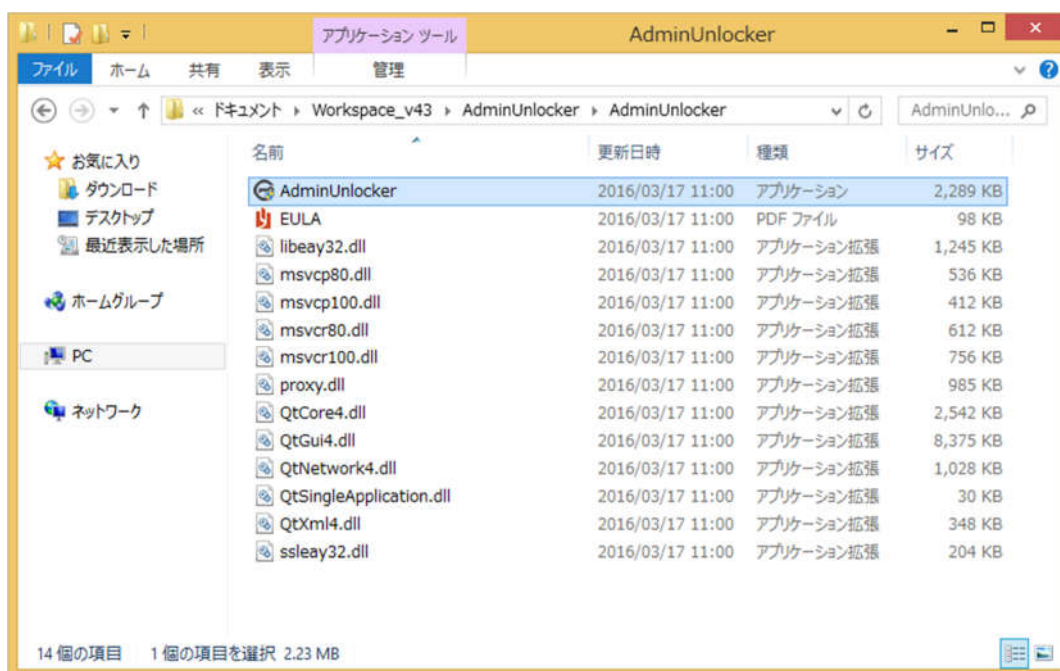 アプリケーション ツール
AdminUnlocker
ファイル ホーム 共有 表示 管理
« ドキュメント Workspace_v43 AdminUnlocker AdminUnlocker AdminUnlo...
お気に入り
ダウンロード
デスクトップ
最近表示した場所
ホームグループ
PC
ネットワーク
名前 更新日時 種類 サイズ
AdminUnlocker 2016/03/17 11:00 アプリケーション 2,289 KB
EULA 2016/03/17 11:00 PDF ファイル 98 KB
libeay32.dll 2016/03/17 11:00 アプリケーション拡張 1,245 KB
msvcp80.dll 2016/03/17 11:00 アプリケーション拡張 536 KB
msvcp100.dll 2016/03/17 11:00 アプリケーション拡張 412 KB
msvcr80.dll 2016/03/17 11:00 アプリケーション拡張 612 KB
msvcr100.dll 2016/03/17 11:00 アプリケーション拡張 756 KB
proxy.dll 2016/03/17 11:00 アプリケーション拡張 985 KB
QtCore4.dll 2016/03/17 11:00 アプリケーション拡張 2,542 KB
QtGui4.dll 2016/03/17 11:00 アプリケーション拡張 8,375 KB
QtNetwork4.dll 2016/03/17 11:00 アプリケーション拡張 1,028 KB
QtSingleApplication.dll 2016/03/17 11:00 アプリケーション拡張 30 KB
QtXml4.dll 2016/03/17 11:00 アプリケーション拡張 348 KB
ssleay32.dll 2016/03/17 11:00 アプリケーション拡張 204 KB
14 個の項目 1 個の項目を選択 2.23 MB